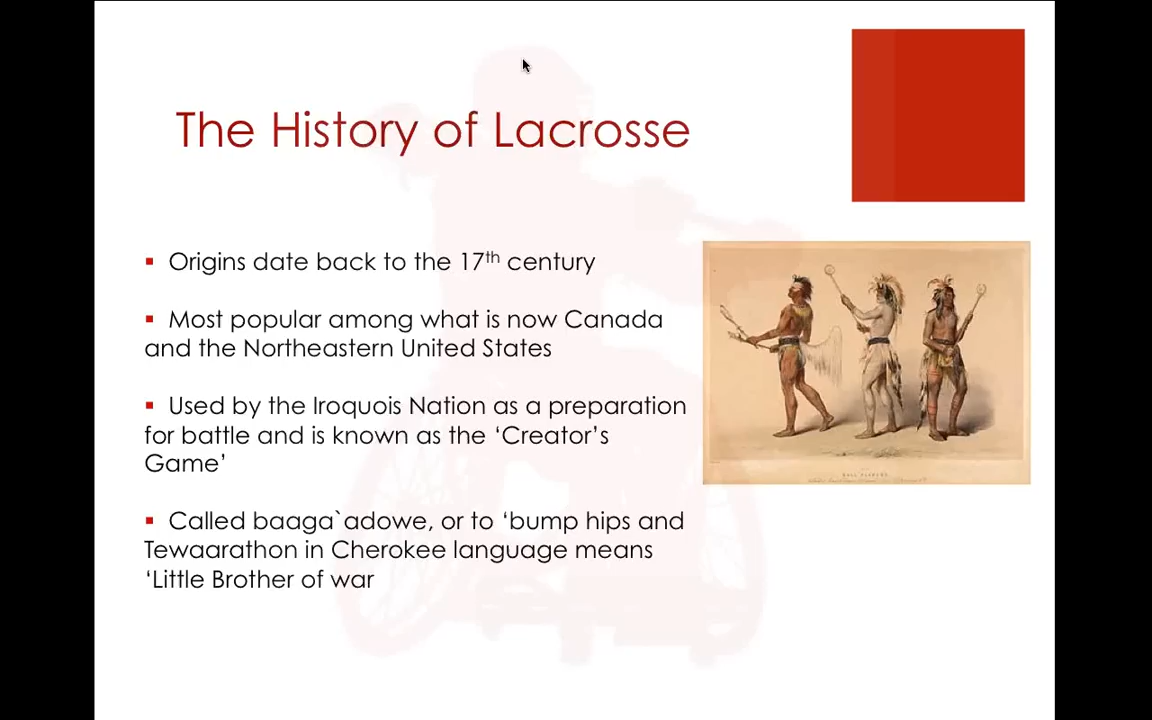 The History of Lacrosse
▪ Origins date back to the 17th century
▪ Most popular among what is now Canada
and the Northeastern United States
▪ Used by the Iroquois Nation as a preparation
for battle and is known as the ‘Creator’s
Game’
▪ Called baaga`adowe, or to ‘bump hips and
Tewaarathon in Cherokee language means
‘Little Brother of war
BALL PLAYERS